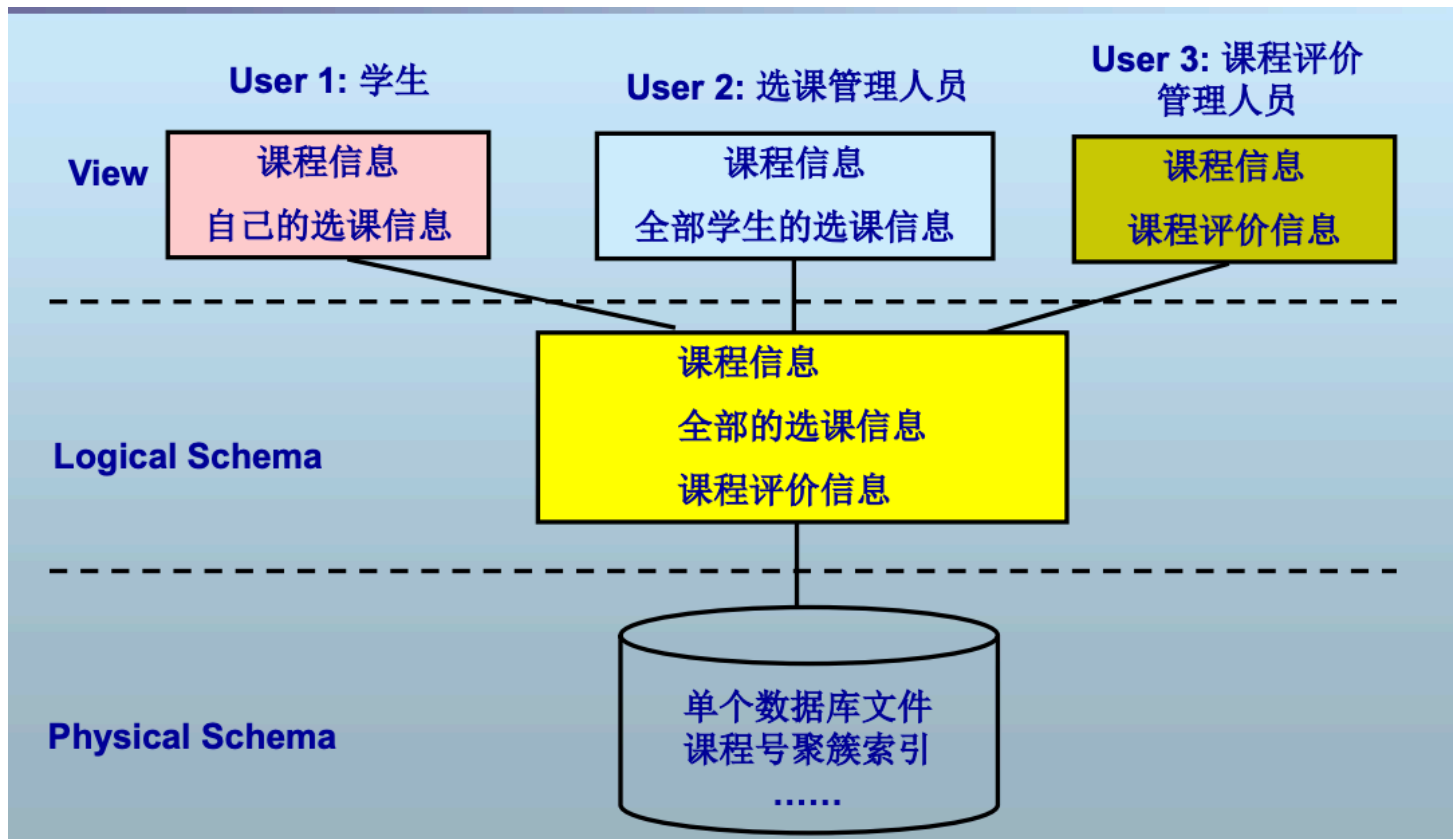 User 1: 学生
User 2: 选课管理人员
User 3: 课程评价
管理人员
View
课程信息
自己的选课信息
课程信息
全部学生的选课信息
课程信息
课程评价信息
Logical Schema
课程信息
全部的选课信息
课程评价信息
Physical Schema
单个数据库文件
课程号聚簇索引
......